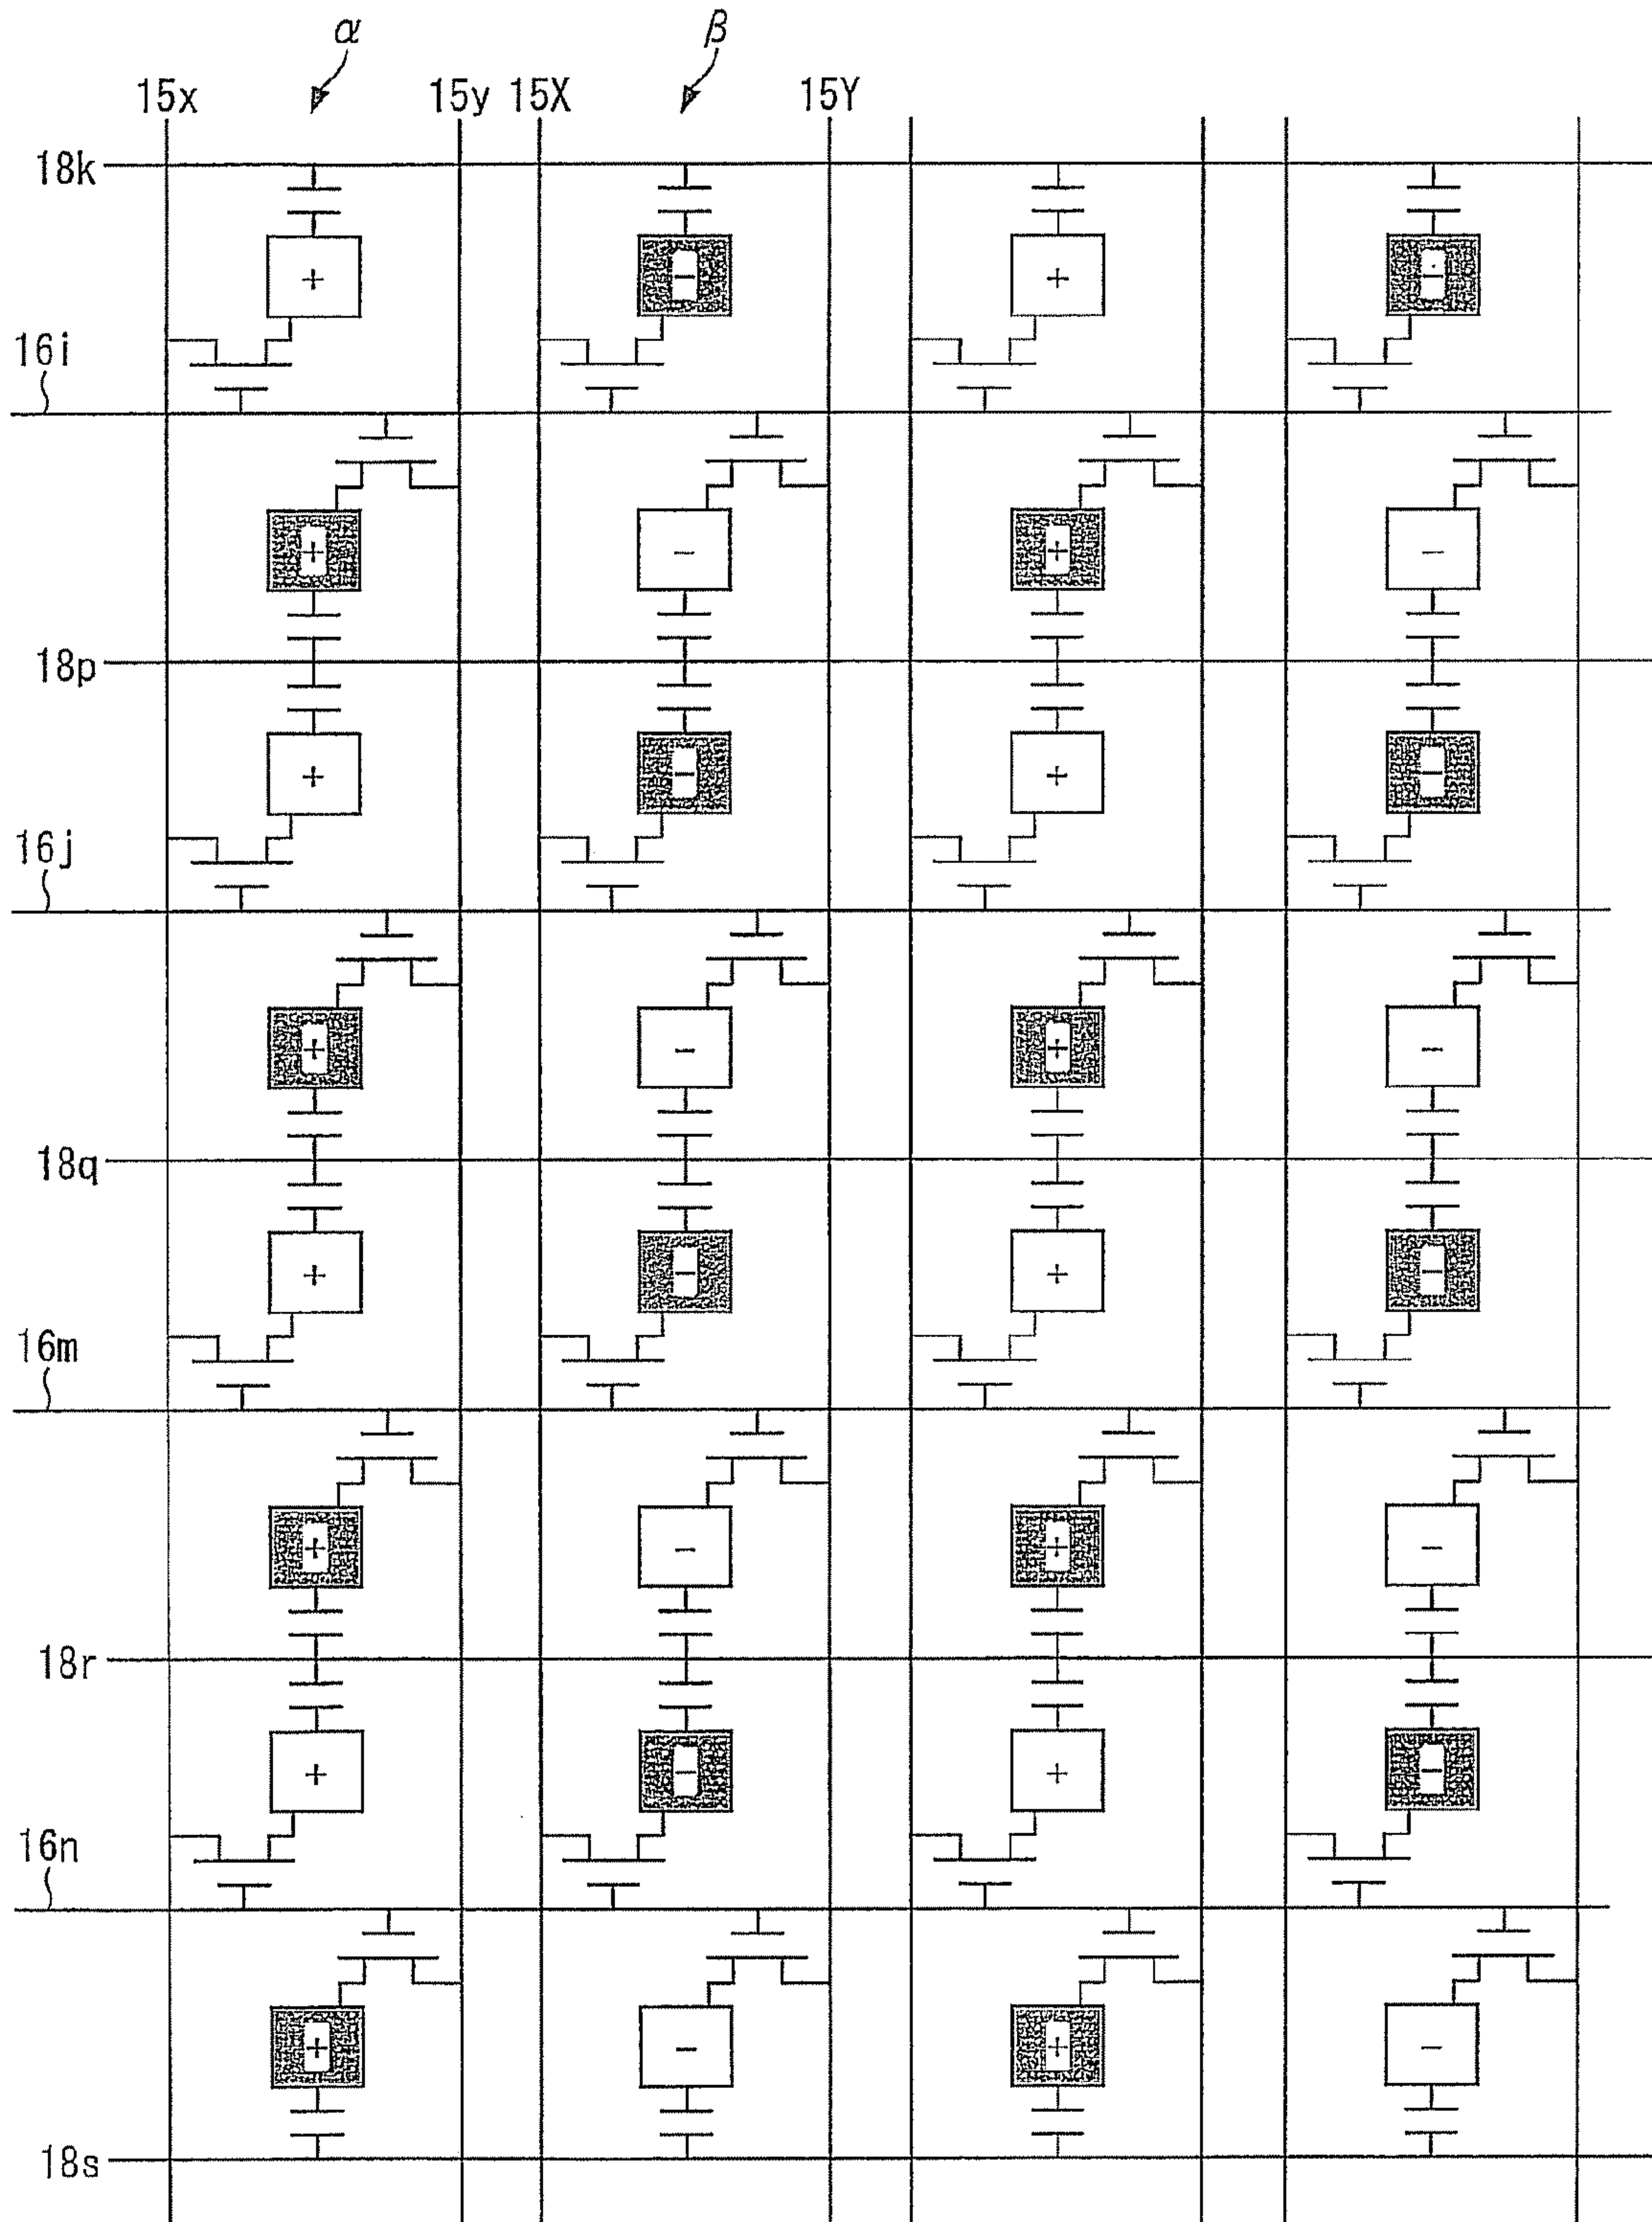 α β
15x 15y 15X 15Y
18k
+ − + −
16i
+ − + −
18p
+ − + −
16j
+ − + −
18q
+ − + −
16m
+ − + −
18r
+ − + −
16n
+ − + −
18s